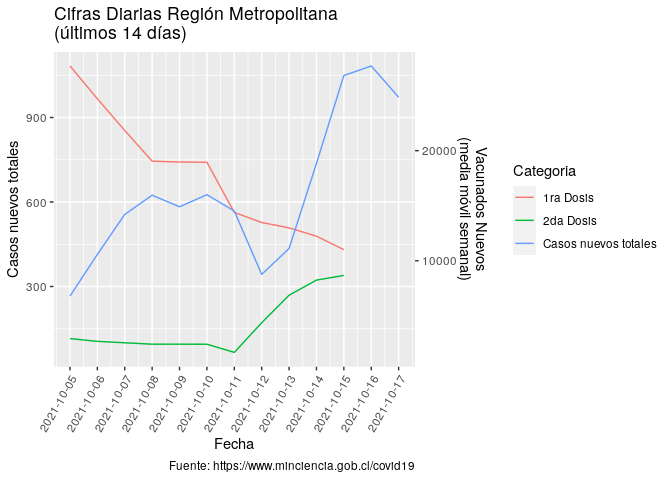 Cifras Diarias Región Metropolitana
(últimos 14 días)
Casos nuevos totales
900
600
300
20000
10000
Vacunados Nuevos
(media móvil semanal)
2021-10-05
2021-10-06
2021-10-07
2021-10-08
2021-10-09
2021-10-10
2021-10-11
2021-10-12
2021-10-13
2021-10-14
2021-10-15
2021-10-16
2021-10-17
Fecha
Categoria
1ra Dosis
2da Dosis
Casos nuevos totales
Fuente: https://www.minciencia.gob.cl/covid19